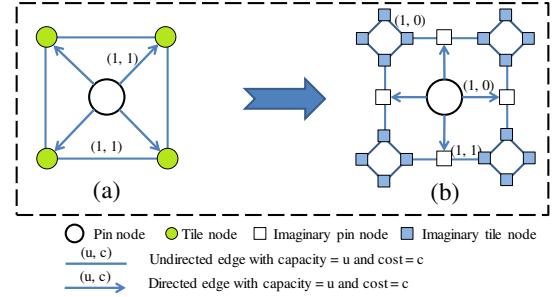 (1, 1)
(1, 1)
(a)
(1, 0)
(1, 0)
(1, 1)
(b)
Pin node
Tile node
Imaginary pin node
Imaginary tile node
(u, c)
Undirected edge with capacity = u and cost = c
(u, c)
Directed edge with capacity = u and cost = c